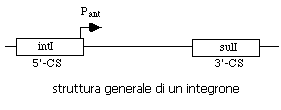 Pant
intI sulI
5'-CS 3'-CS
struttura generale di un integrone